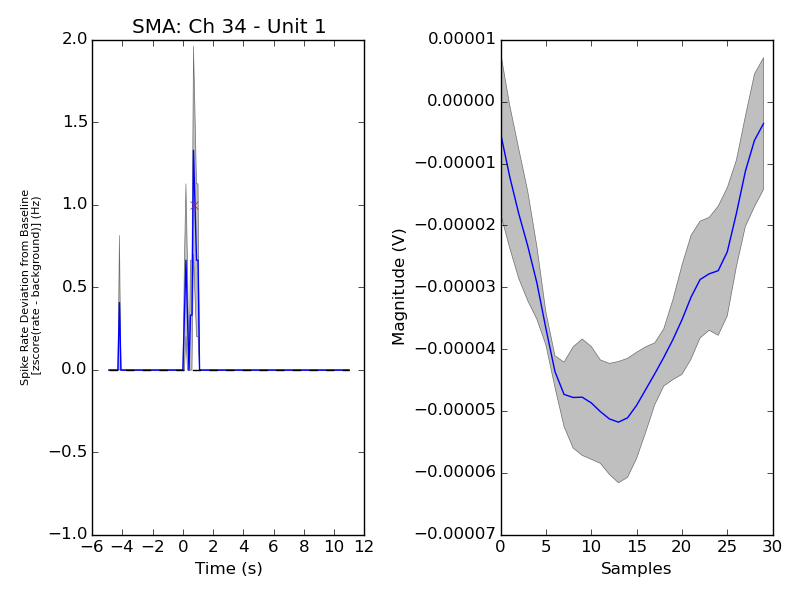 SMA: Ch 34 - Unit 1
2.0
1.5
1.0
0.5
0.0
−0.5
−1.0
−6 −4 −2 0 2 4 6 8 10 12
Time (s)
Spike Rate Deviation from Baseline
[zscore(rate - background)] (Hz)
0.00001
0.00000
−0.00001
−0.00002
−0.00003
−0.00004
−0.00005
−0.00006
−0.00007
0 5 10 15 20 25 30
Samples
Magnitude (V)